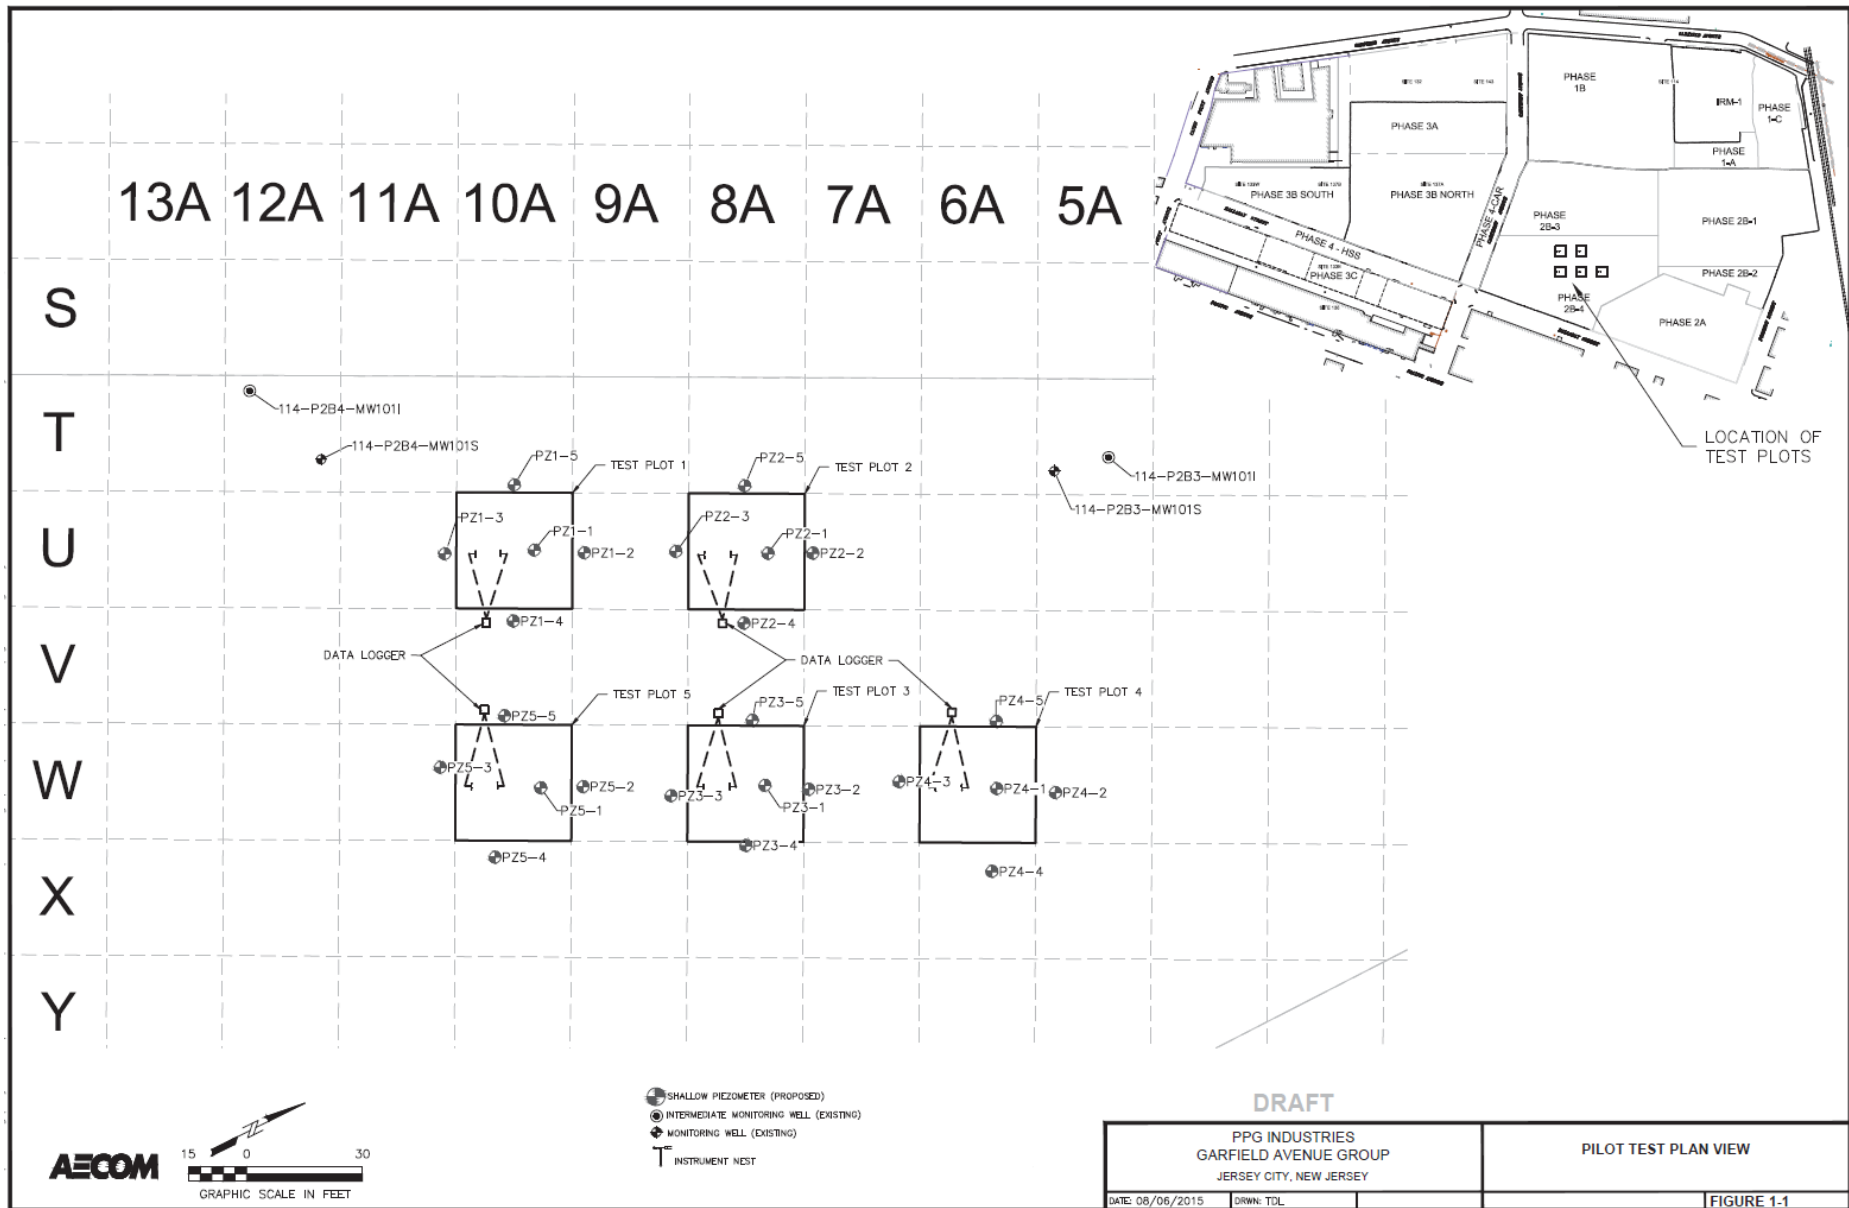 PHASE
1B
IRM-1
PHASE
1-C
PHASE 3A
PHASE
1-A
PHASE 3B SOUTH
PHASE 3B NORTH
PHASE 4-CAR
PHASE
2B-3
PHASE 2B-1
PHASE 4 - HSS
PHASE 3C
PHASE 2B-2
PHASE
2B-4
PHASE 2A
LOCATION OF
TEST PLOTS
13A 12A 11A 10A 9A 8A 7A 6A 5A
S
T
U
V
W
X
Y
114-P2B4-MW101I
114-P2B4-MW101S
PZ1-5
TEST PLOT 1
PZ2-5
TEST PLOT 2
114-P2B3-MW101I
114-P2B3-MW101S
PZ1-3
PZ1-1
PZ1-2
PZ2-3
PZ2-1
PZ2-2
PZ1-4
PZ2-4
DATA LOGGER
DATA LOGGER
PZ5-5
TEST PLOT 5
PZ3-5
TEST PLOT 3
PZ4-5
TEST PLOT 4
PZ5-3
PZ5-2
PZ5-1
PZ3-3
PZ3-2
PZ3-1
PZ4-3
PZ4-1
PZ4-2
PZ5-4
PZ3-4
PZ4-4
SHALLOW PIEZOMETER (PROPOSED)
INTERMEDIATE MONITORING WELL (EXISTING)
MONITORING WELL (EXISTING)
INSTRUMENT NEST
AECOM
15 0 30
GRAPHIC SCALE IN FEET
DRAFT
PPG INDUSTRIES
GARFIELD AVENUE GROUP
JERSEY CITY, NEW JERSEY
PILOT TEST PLAN VIEW
DATE: 08/06/2015
DRWN: TDL
FIGURE 1-1